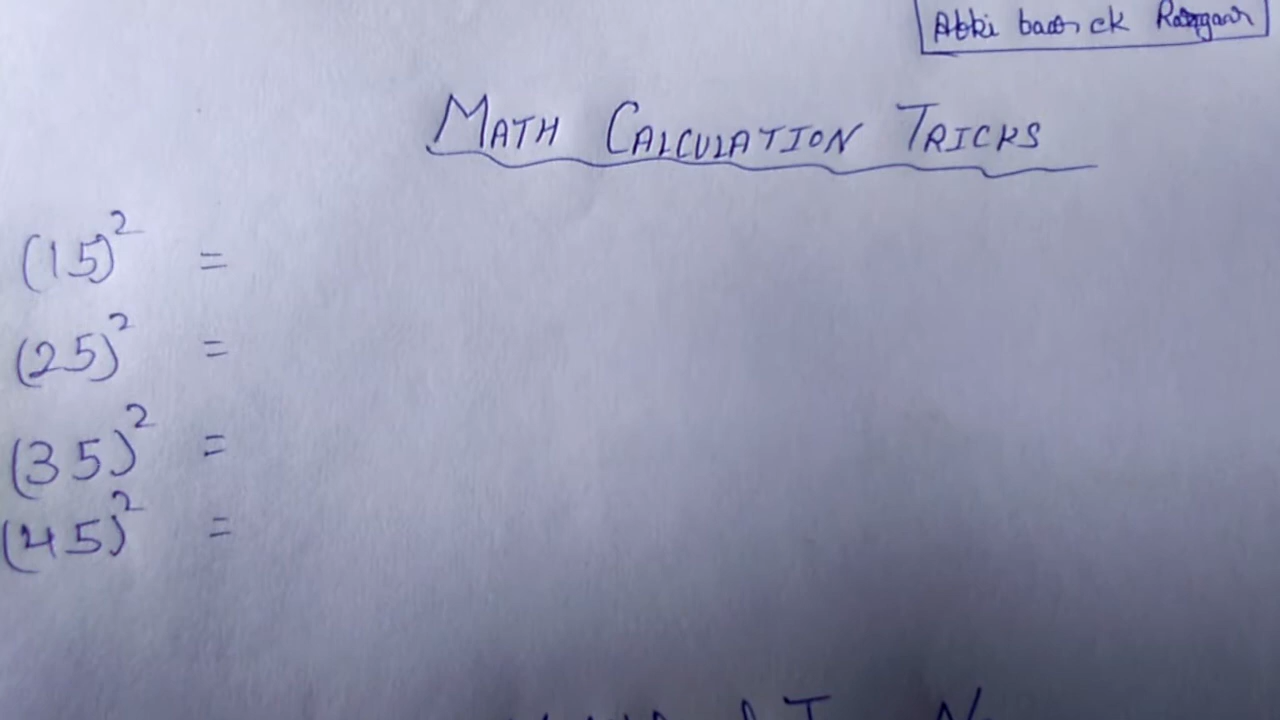 MATH CALCULATION TRICKS
(15)² =
(25)² =
(35)² =
(45)² =